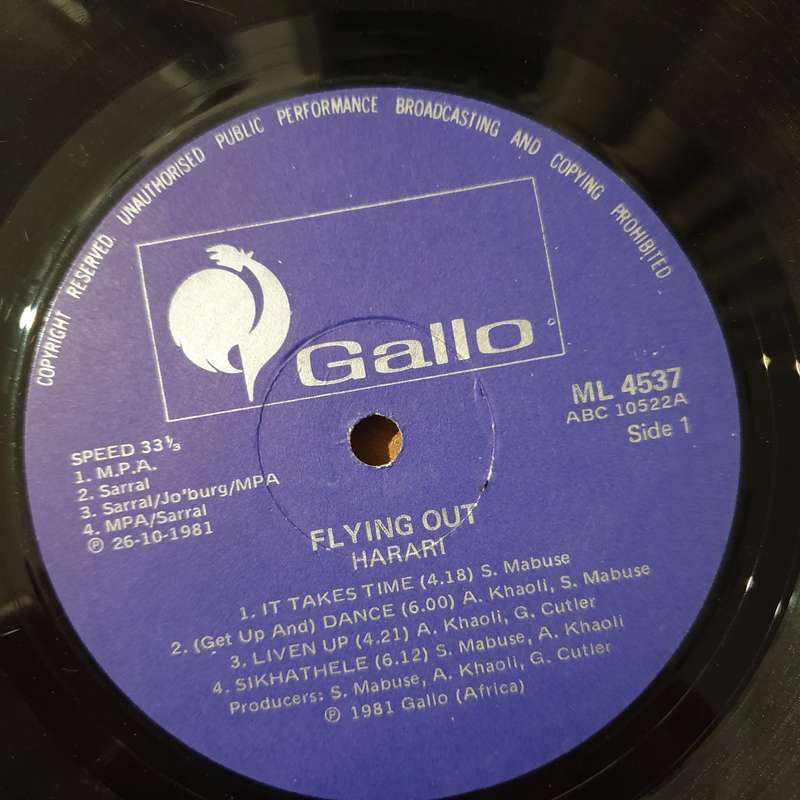 COPYRIGHT RESERVED. UNAUTHORISED PUBLIC PERFORMANCE BROADCASTING AND COPYING PROHIBITED
Gallo
ML 4537
ABC 10522A
Side 1
SPEED 33⅓
1. M.P.A.
2. Sarral
3. Sarral/Jo'burg/MPA
4. MPA/Sarral
℗ 26-10-1981
FLYING OUT
HARARI
1. IT TAKES TIME (4.18) S. Mabuse
2. (Get Up And) DANCE (6.00) A. Khaoli, S. Mabuse
3. LIVEN UP (4.21) A. Khaoli, G. Cutler
4. SIKHATHELE (6.12) S. Mabuse, A. Khaoli
Producers: S. Mabuse, A. Khaoli, G. Cutler
℗ 1981 Gallo (Africa)